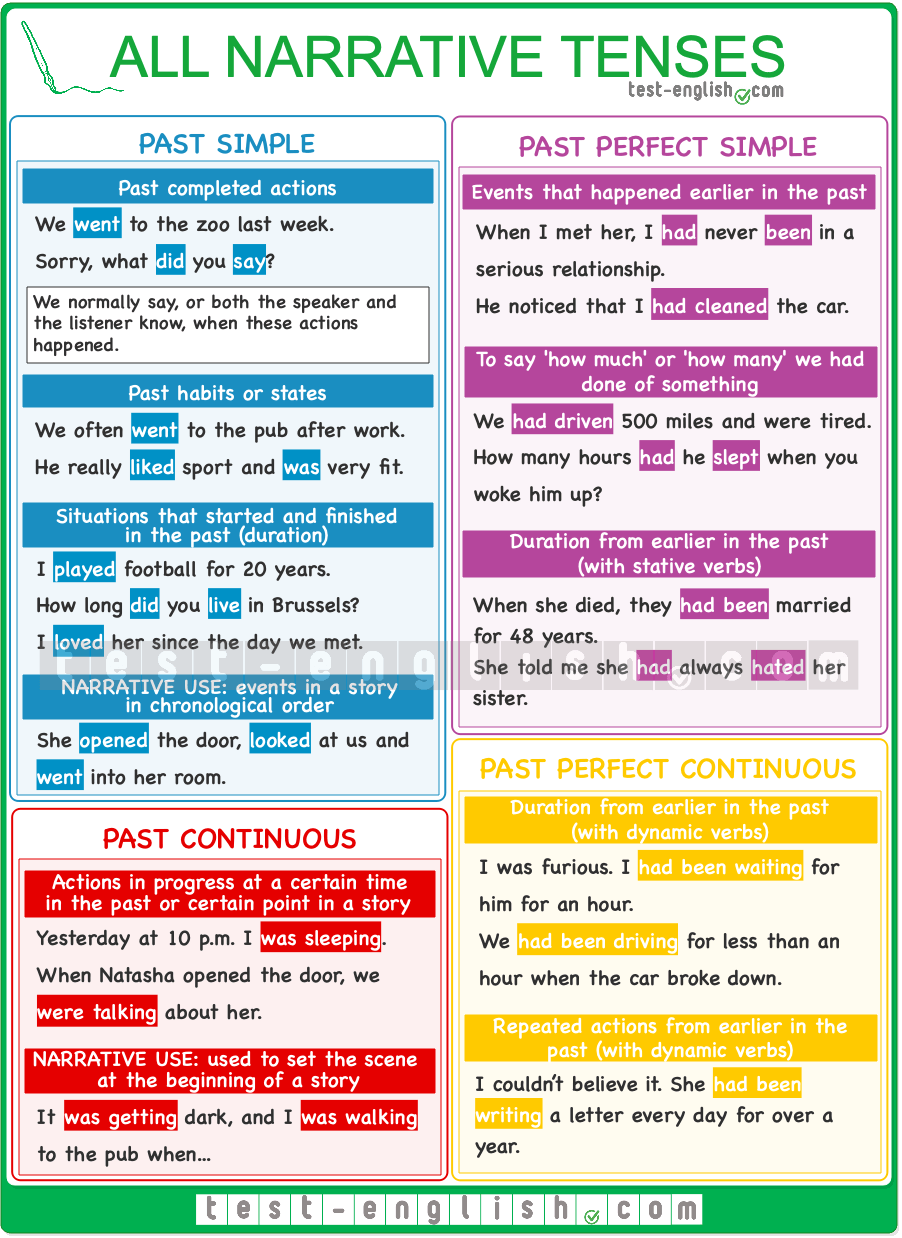 ALL NARRATIVE TENSES
test-english.com
PAST SIMPLE
Past completed actions
We went to the zoo last week.
Sorry, what did you say?
We normally say, or both the speaker and
the listener know, when these actions
happened.
Past habits or states
We often went to the pub after work.
He really liked sport and was very fit.
Situations that started and finished
in the past (duration)
I played football for 20 years.
How long did you live in Brussels?
I loved her since the day we met.
NARRATIVE USE: events in a story
in chronological order
She opened the door, looked at us and
went into her room.
PAST CONTINUOUS
Actions in progress at a certain time
in the past or certain point in a story
Yesterday at 10 p.m. I was sleeping.
When Natasha opened the door, we
were talking about her.
NARRATIVE USE: used to set the scene
at the beginning of a story
It was getting dark, and I was walking
to the pub when...
PAST PERFECT SIMPLE
Events that happened earlier in the past
When I met her, I had never been in a
serious relationship.
He noticed that I had cleaned the car.
To say 'how much' or 'how many' we had
done of something
We had driven 500 miles and were tired.
How many hours had he slept when you
woke him up?
Duration from earlier in the past
(with stative verbs)
When she died, they had been married
for 48 years.
She told me she had always hated her
sister.
PAST PERFECT CONTINUOUS
Duration from earlier in the past
(with dynamic verbs)
I was furious. I had been waiting for
him for an hour.
We had been driving for less than an
hour when the car broke down.
Repeated actions from earlier in the
past (with dynamic verbs)
I couldn't believe it. She had been
writing a letter every day for over a
year.
test-english.com
test-english.com